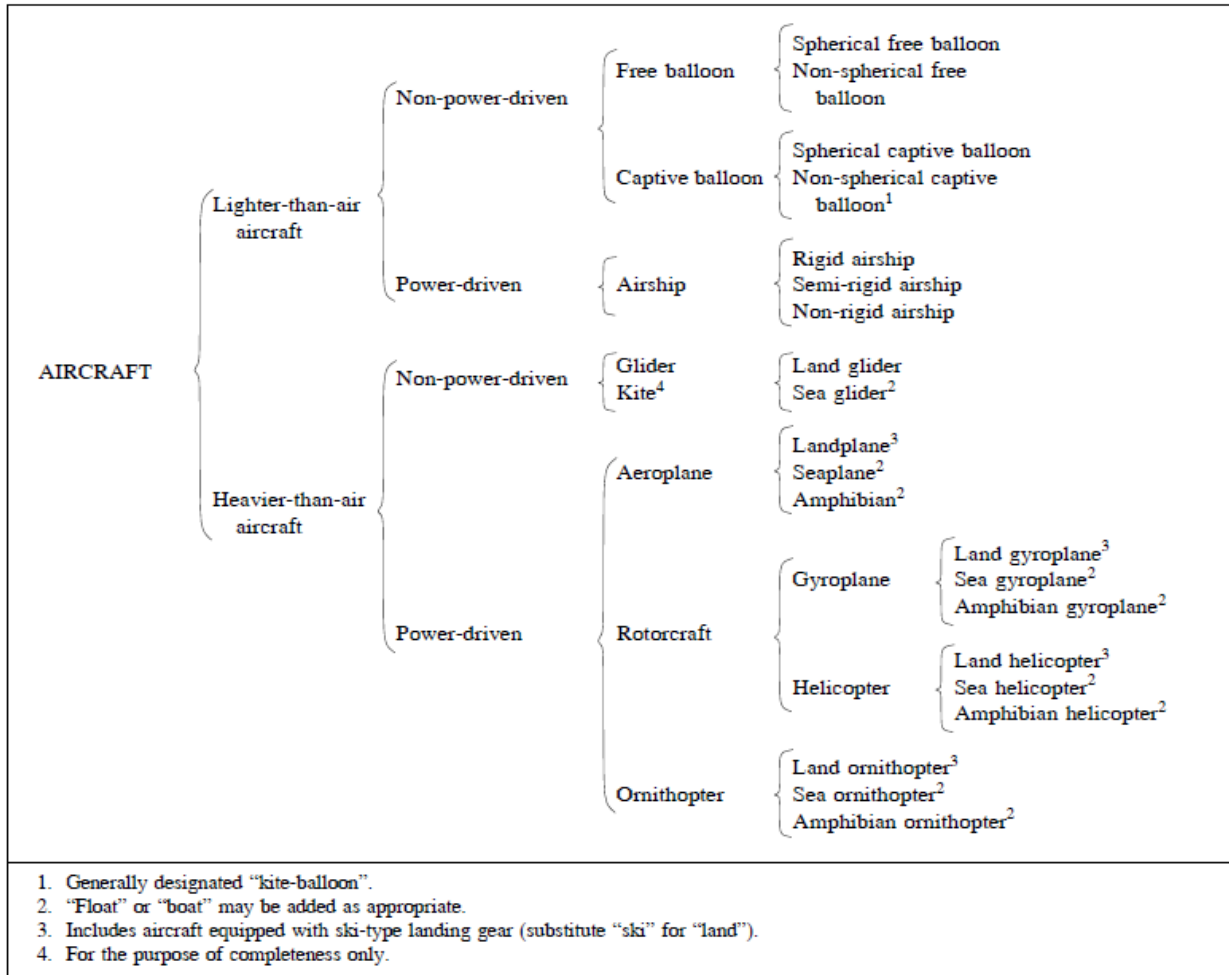 Spherical free balloon
Free balloon
Non-spherical free
Non-power-driven
balloon
Spherical captive balloon
Captive balloon
Non-spherical captive
balloon¹
Lighter-than-air
aircraft
Rigid airship
Power-driven
Airship
Semi-rigid airship
Non-rigid airship
AIRCRAFT
Non-power-driven
Glider
Land glider
Kite⁴
Sea glider²
Landplane³
Aeroplane
Seaplane²
Amphibian²
Heavier-than-air
aircraft
Land gyroplane³
Gyroplane
Sea gyroplane²
Amphibian gyroplane²
Power-driven
Rotorcraft
Land helicopter³
Helicopter
Sea helicopter²
Amphibian helicopter²
Land ornithopter³
Ornithopter
Sea ornithopter²
Amphibian ornithopter²
1. Generally designated “kite-balloon”.
2. “Float” or “boat” may be added as appropriate.
3. Includes aircraft equipped with ski-type landing gear (substitute “ski” for “land”).
4. For the purpose of completeness only.